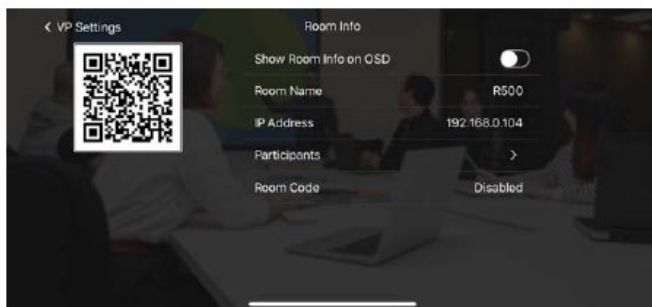 VP Settings
Room Info
Show Room Info on OSD
Room Name R500
IP Address 192.168.0.104
Participants
Room Code Disabled